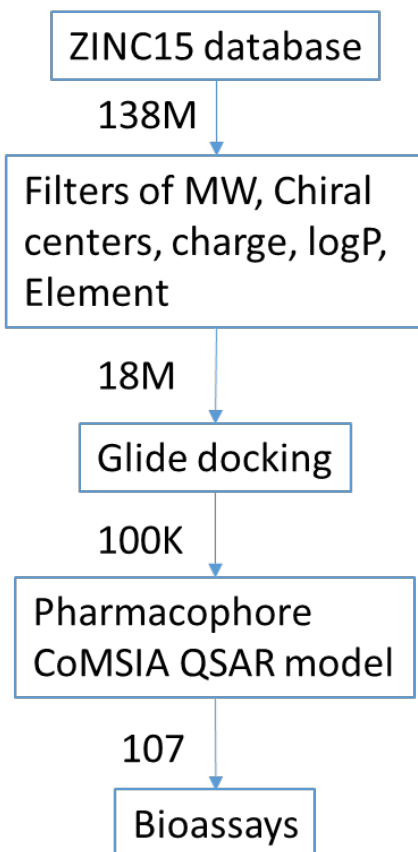 ZINC15 database
138M
Filters of MW, Chiral
centers, charge, logP,
Element
18M
Glide docking
100K
Pharmacophore
CoMSIA QSAR model
107
Bioassays